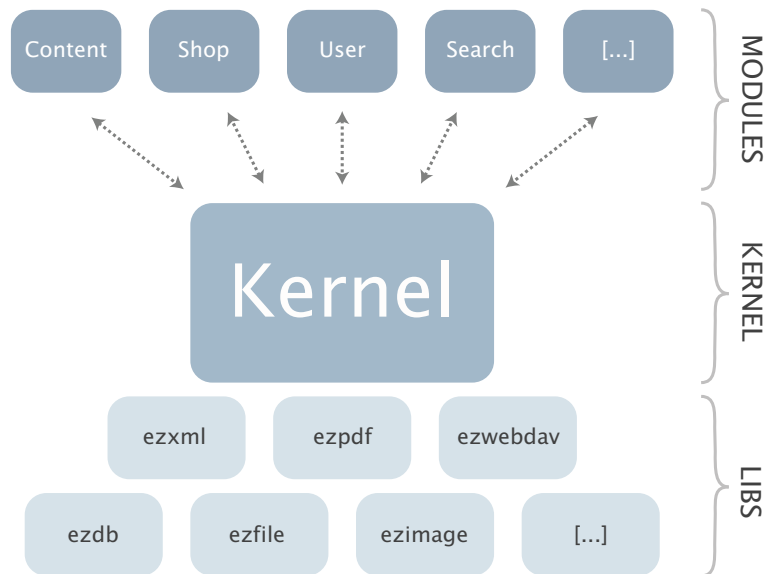 Content
Shop
User
Search
[...]
MODULES
Kernel
KERNEL
ezxml
ezpdf
ezwebdav
LIBS
ezdb
ezfile
ezimage
[...]